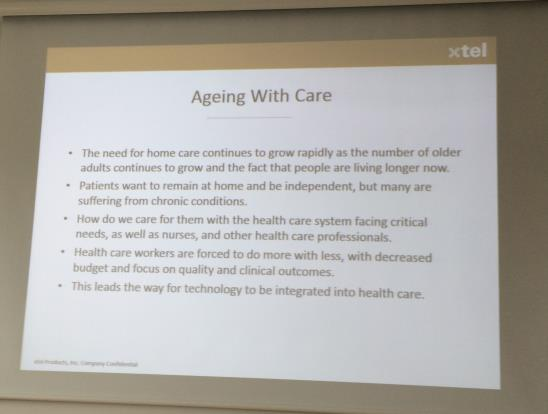 xtel
Ageing With Care
• The need for home care continues to grow rapidly as the number of older
adults continues to grow and the fact that people are living longer now.
• Patients want to remain at home and be independent, but many are
suffering from chronic conditions.
• How do we care for them with the health care system facing critical
needs, as well as nurses, and other health care professionals.
• Health care workers are forced to do more with less, with decreased
budget and focus on quality and clinical outcomes.
• This leads the way for technology to be integrated into health care.
Products, Inc. Company Confidential